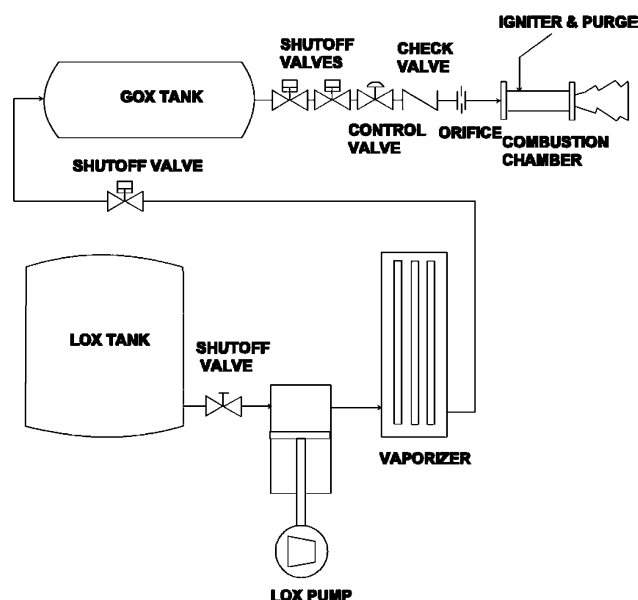 IGNITER & PURGE
SHUTOFF
VALVES
CHECK
VALVE
GOX TANK
CONTROL
VALVE
ORIFICE
COMBUSTION
CHAMBER
SHUTOFF VALVE
LOX TANK
SHUTOFF
VALVE
VAPORIZER
LOX PUMP